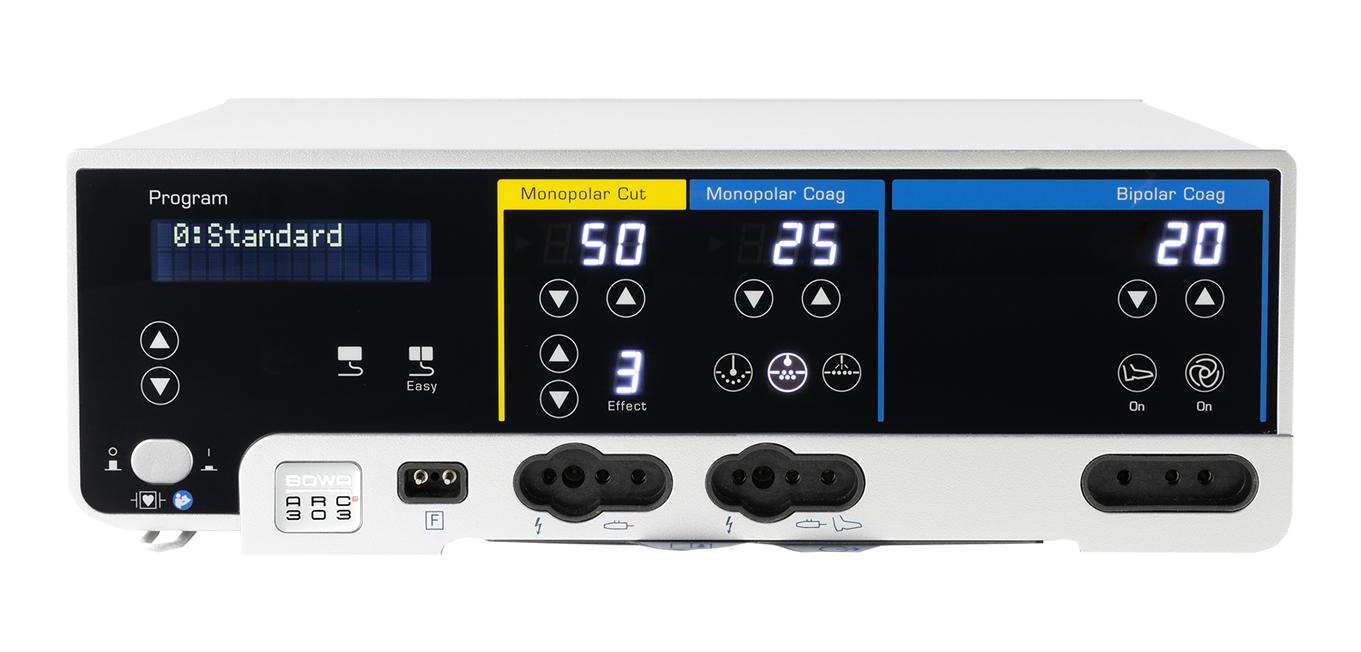 Program
0:Standard
Monopolar Cut
Monopolar Coag
Bipolar Coag
50
25
20
3
Easy
Effect
On
On
O
I
BOWA
ARC
303
F